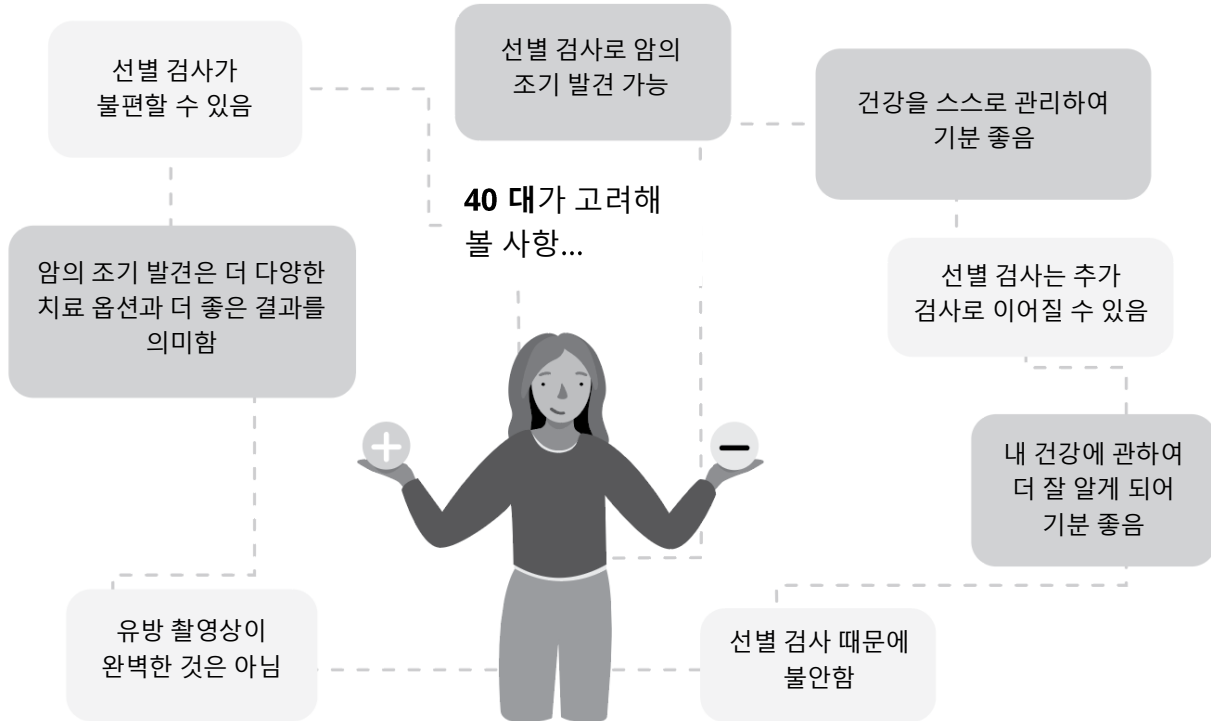 선별 검사가
불편할 수 있음
선별 검사로 암의
조기 발견 가능
건강을 스스로 관리하여
기분 좋음
40 대가 고려해
볼 사항...
암의 조기 발견은 더 다양한
치료 옵션과 더 좋은 결과를
의미함
선별 검사는 추가
검사로 이어질 수 있음
내 건강에 관하여
더 잘 알게 되어
기분 좋음
유방 촬영상이
완벽한 것은 아님
선별 검사 때문에
불안함